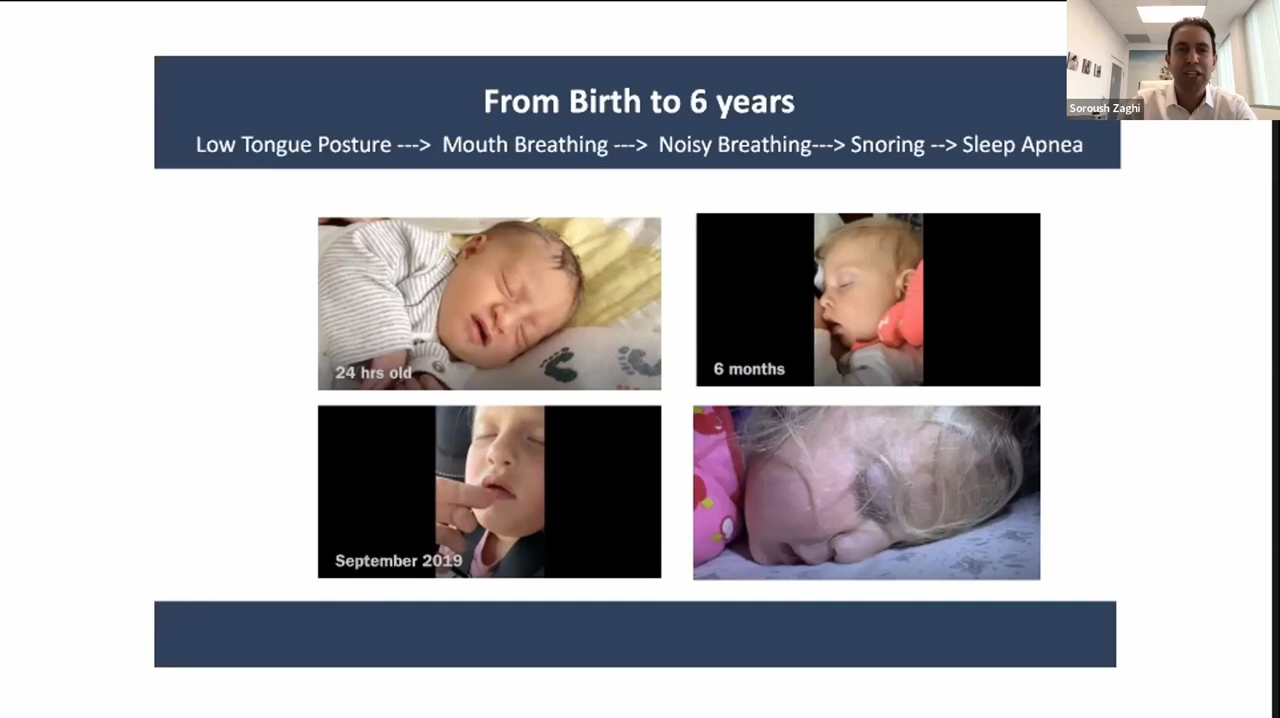 From Birth to 6 years
Soroush Zaghi
Low Tongue Posture ---> Mouth Breathing ---> Noisy Breathing---> Snoring --> Sleep Apnea
24 hrs old
6 months
September 2019